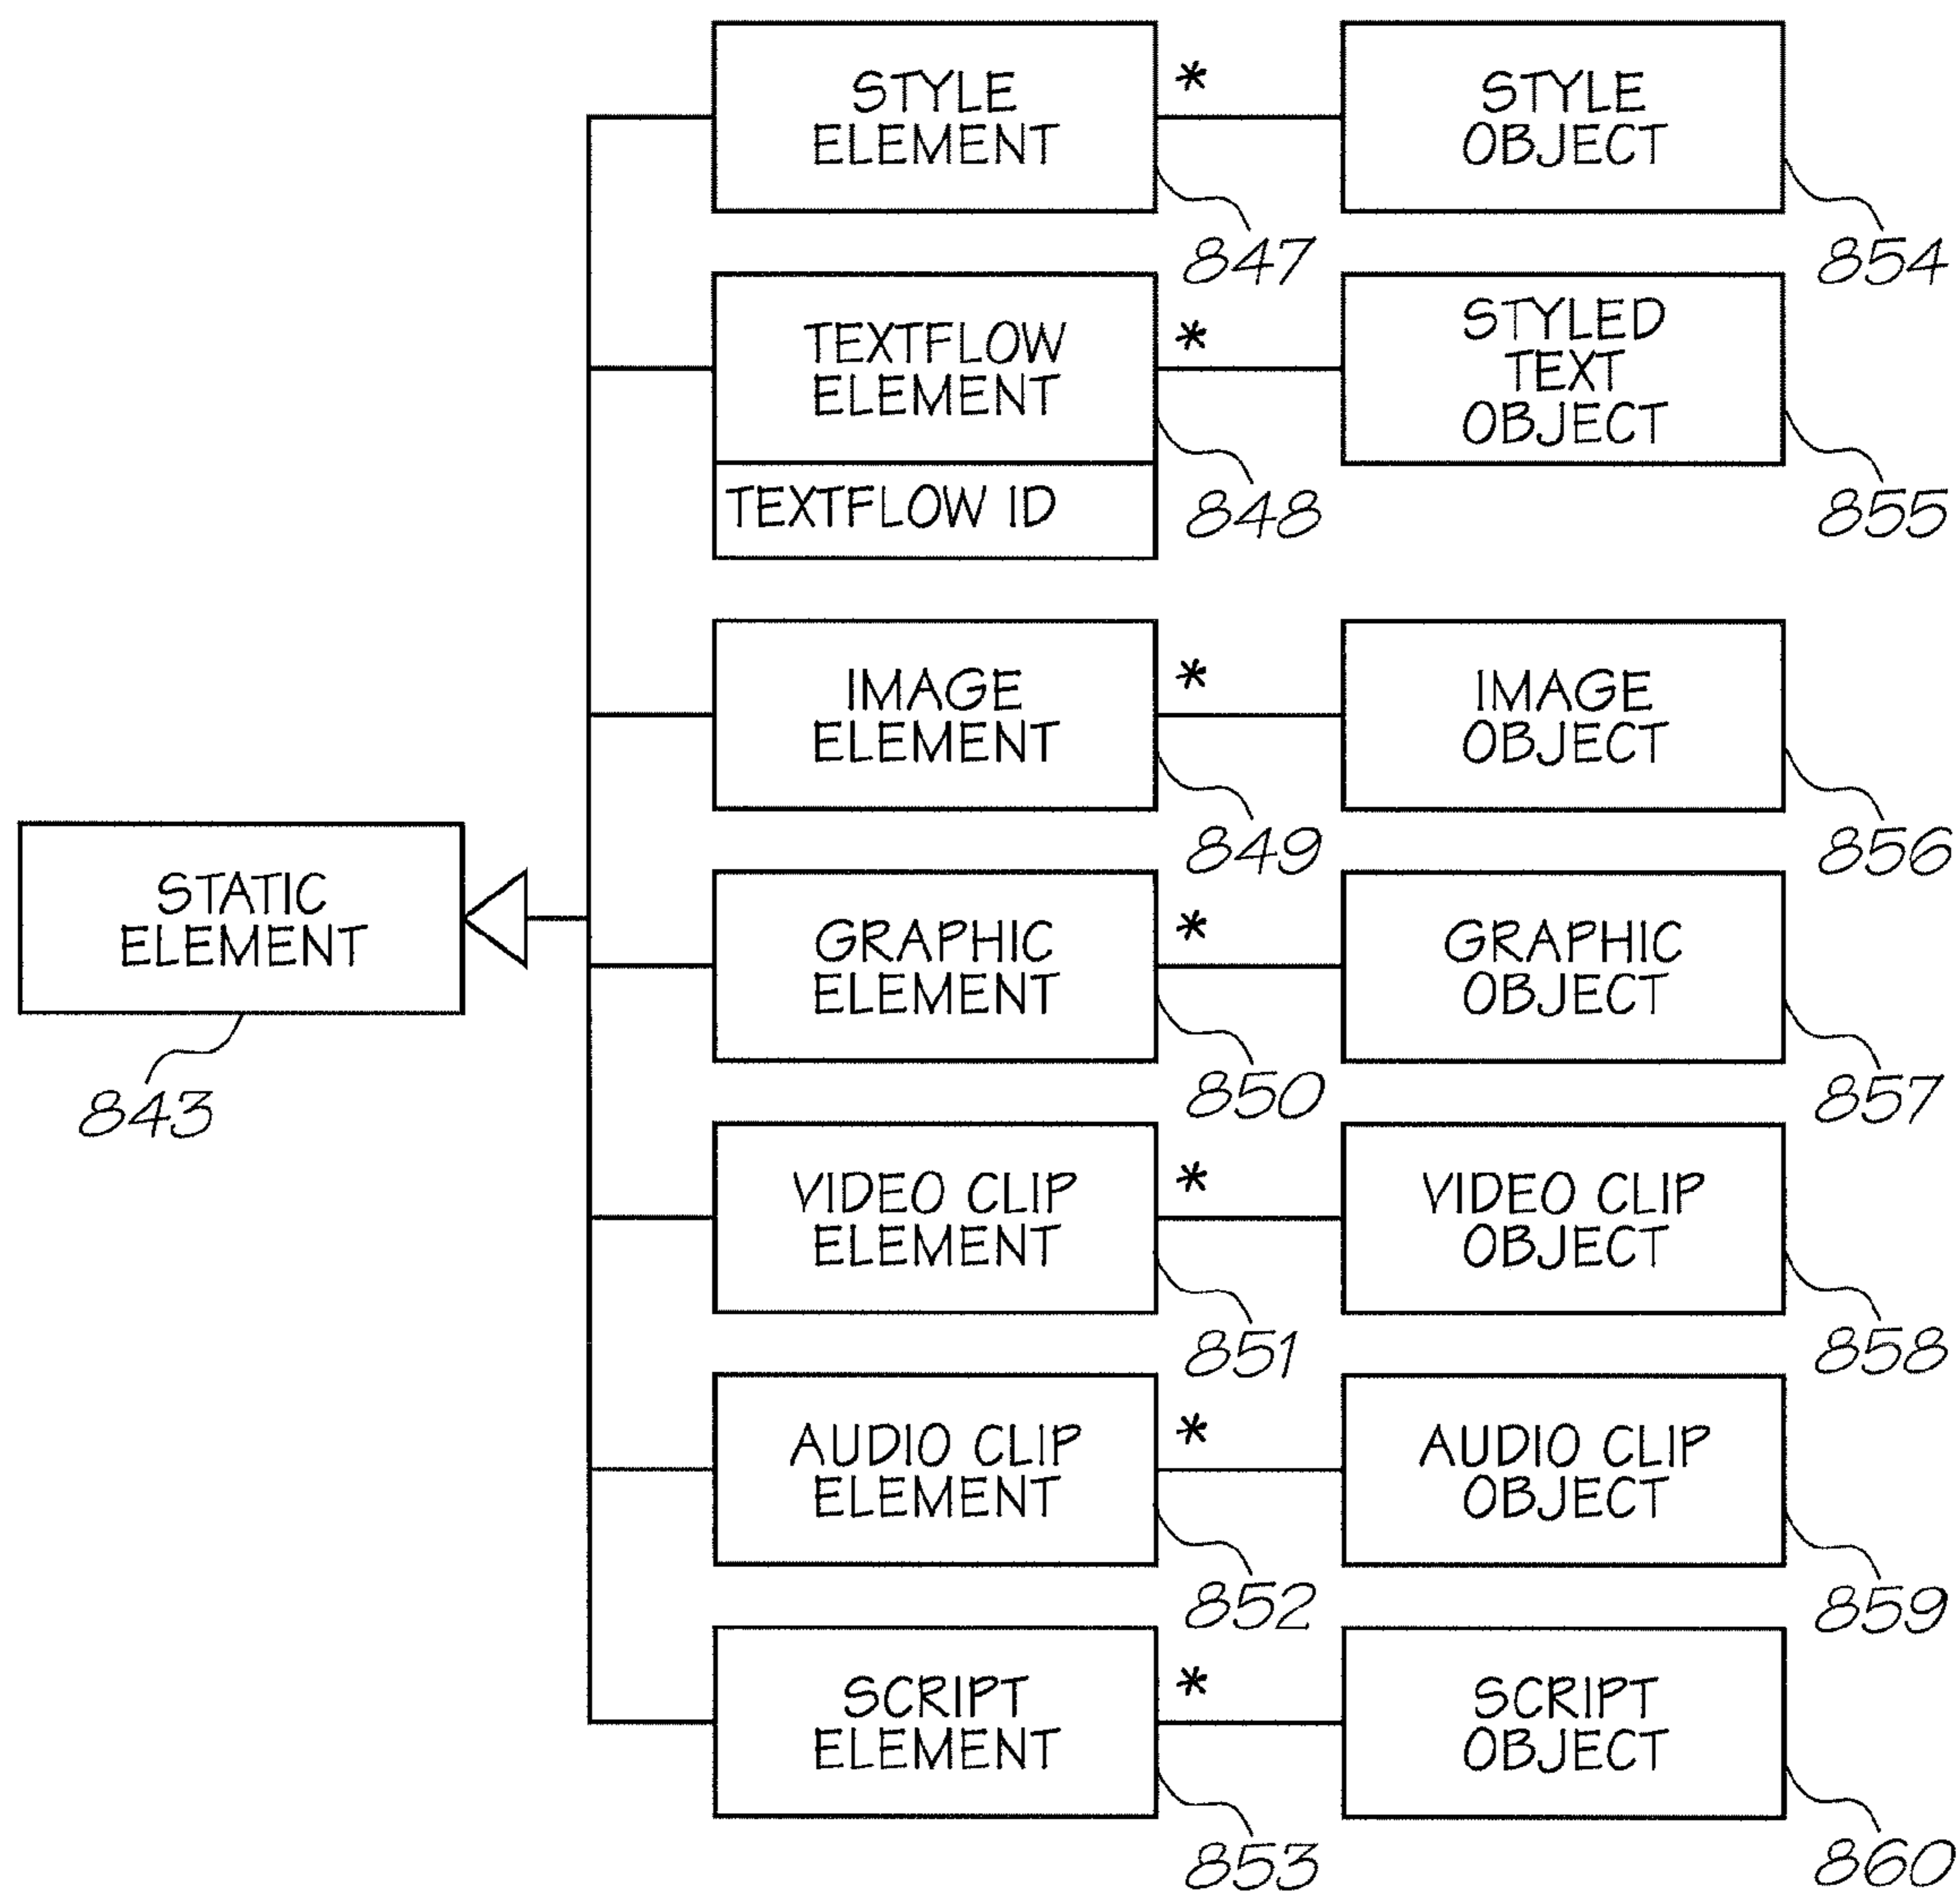 STYLE
ELEMENT
*
STYLE
OBJECT
847
854
TEXTFLOW
ELEMENT
*
STYLED
TEXT
OBJECT
TEXTFLOW ID
848
855
IMAGE
ELEMENT
*
IMAGE
OBJECT
849
856
STATIC
ELEMENT
843
GRAPHIC
ELEMENT
*
GRAPHIC
OBJECT
850
857
VIDEO CLIP
ELEMENT
*
VIDEO CLIP
OBJECT
851
858
AUDIO CLIP
ELEMENT
*
AUDIO CLIP
OBJECT
852
859
SCRIPT
ELEMENT
*
SCRIPT
OBJECT
853
860